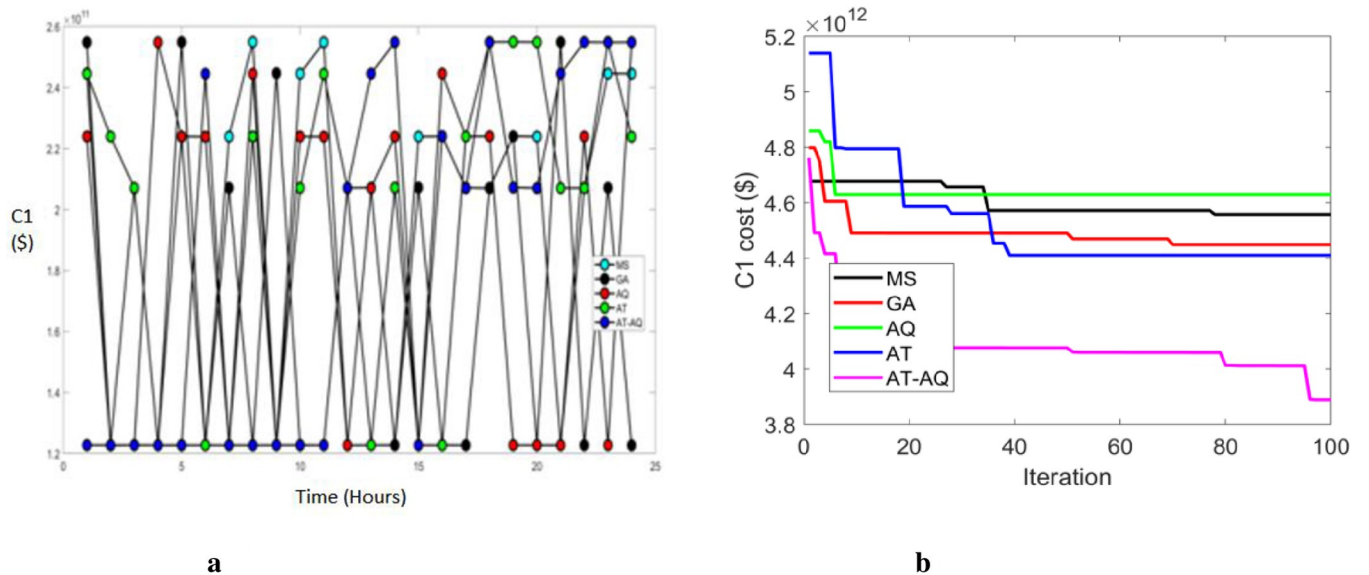 ×10¹¹
2.6
2.4
2.2
2
1.8
1.6
1.4
1.2
C1
($)
0 5 10 15 20 25
Time (Hours)
MS
GA
AQ
AT
AT-AQ
a
×10¹²
5.2
5
4.8
4.6
4.4
4.2
4
3.8
C1 cost ($)
0 20 40 60 80 100
Iteration
MS
GA
AQ
AT
AT-AQ
b